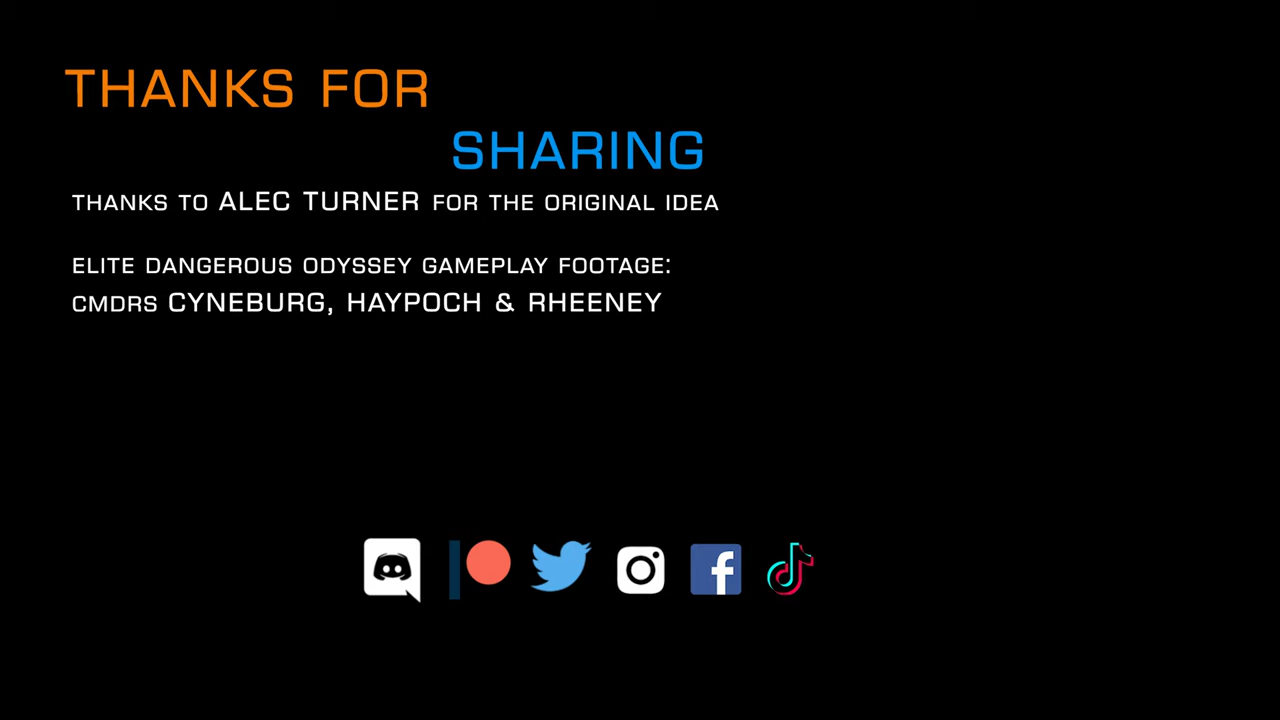 THANKS FOR
SHARING
THANKS TO ALEC TURNER FOR THE ORIGINAL IDEA
ELITE DANGEROUS ODYSSEY GAMEPLAY FOOTAGE:
CMDRS CYNEBURG, HAYPOCH & RHEENEY